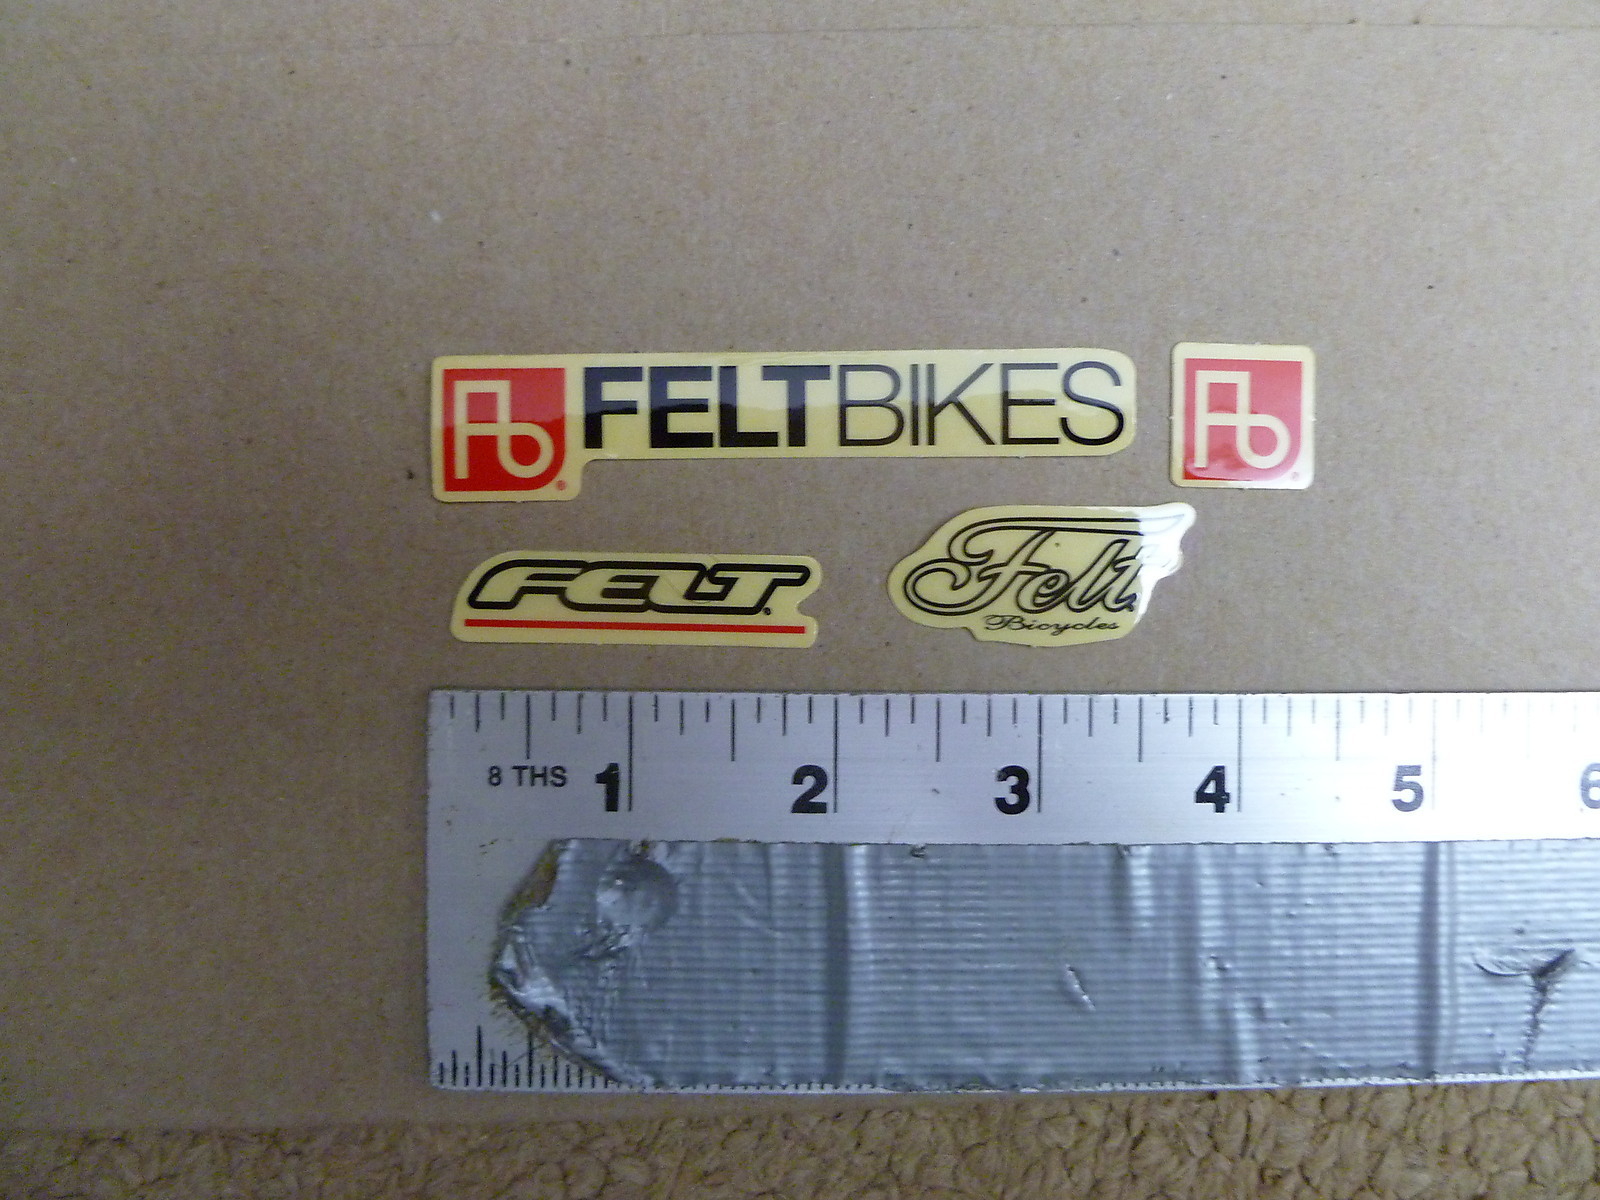 FELTBIKES
FELT
Felt
Bicycles
8 THS 1 2 3 4 5 6